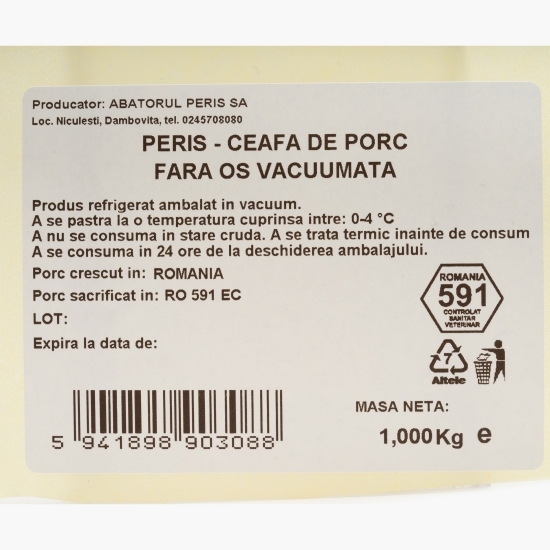 Producator: ABATORUL PERIS SA
Loc. Niculesti, Dambovita, tel. 0245708080
PERIS - CEAFA DE PORC
FARA OS VACUUMATA
Produs refrigerat ambalat in vacuum.
A se pastra la o temperatura cuprinsa intre: 0-4 °C
A nu se consuma in stare cruda. A se trata termic inainte de consum
A se consuma in 24 ore de la deschiderea ambalajului.
Porc crescut in: ROMANIA
Porc sacrificat in: RO 591 EC
LOT:
Expira la data de:
ROMANIA
591
CONTROLAT
SANITAR
VETERINAR
7
Altele
MASA NETA:
1,000Kg e
5 941898 903088